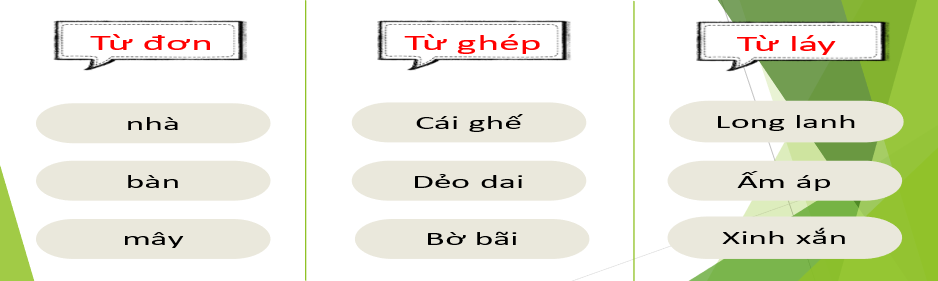 Từ đơn
nhà
bàn
mây
Từ ghép
Cái ghế
Dẻo dai
Bờ bãi
Từ láy
Long lanh
Ấm áp
Xinh xắn